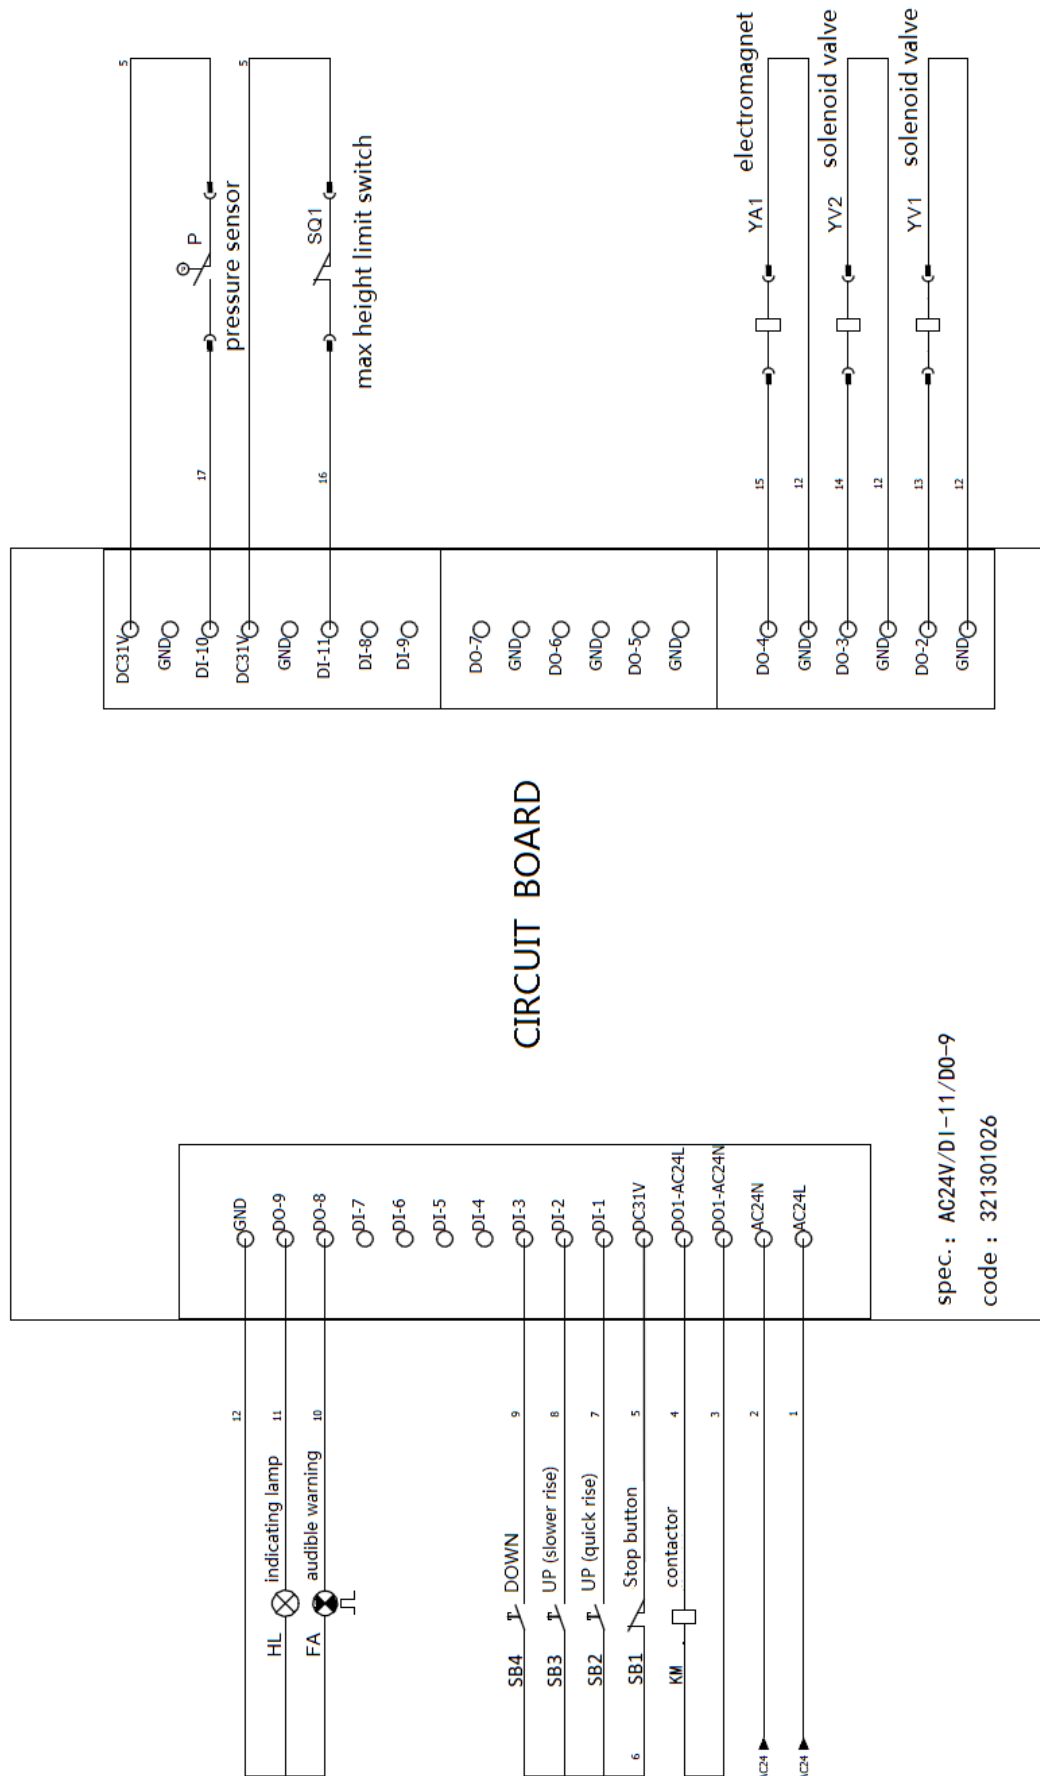 5
17
P
pressure sensor
5
16
SQ1
max height limit switch
15
YA1
electromagnet
12
14
YV2
solenoid valve
12
13
YV1
solenoid valve
12
DC31V
GND
DI-10
DC31V
GND
DI-11
DI-8
DI-9
DO-7
GND
DO-6
GND
DO-5
GND
DO-4
GND
DO-3
GND
DO-2
GND
CIRCUIT BOARD
spec.: AC24V/DI-11/DO-9
code: 321301026
GND
DO-9
DO-8
DI-7
DI-6
DI-5
DI-4
DI-3
DI-2
DI-1
DC31V
DO1-AC24L
DO1-AC24N
AC24N
AC24L
12
HL indicating lamp 11
FA audible warning 10
SB4 DOWN 9
SB3 UP (slower rise) 8
SB2 UP (quick rise) 7
6 SB1 Stop button 5
KM contactor 4
3
2
1